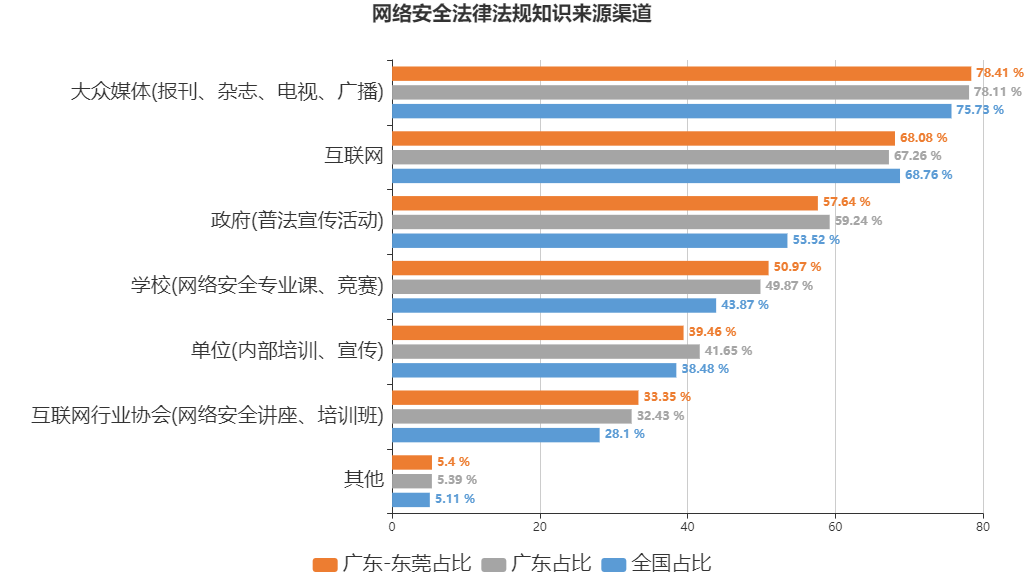 网络安全法律法规知识来源渠道
大众媒体(报刊、杂志、电视、广播)
78.41 %
78.11 %
75.73 %
互联网
68.08 %
67.26 %
68.76 %
政府(普法宣传活动)
57.64 %
59.24 %
53.52 %
学校(网络安全专业课、竞赛)
50.97 %
49.87 %
43.87 %
单位(内部培训、宣传)
39.46 %
41.65 %
38.48 %
互联网行业协会(网络安全讲座、培训班)
33.35 %
32.43 %
28.1 %
其他
5.4 %
5.39 %
5.11 %
0 20 40 60 80
广东-东莞占比 广东占比 全国占比